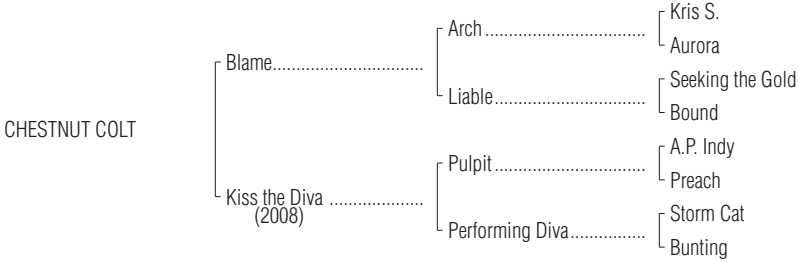 Kris S.
Arch ..................................
Aurora
Blame................................
Seeking the Gold
Liable................................
Bound
CHESTNUT COLT
A.P. Indy
Pulpit ................................
Preach
Kiss the Diva ....................
(2008)
Storm Cat
Performing Diva................
Bunting